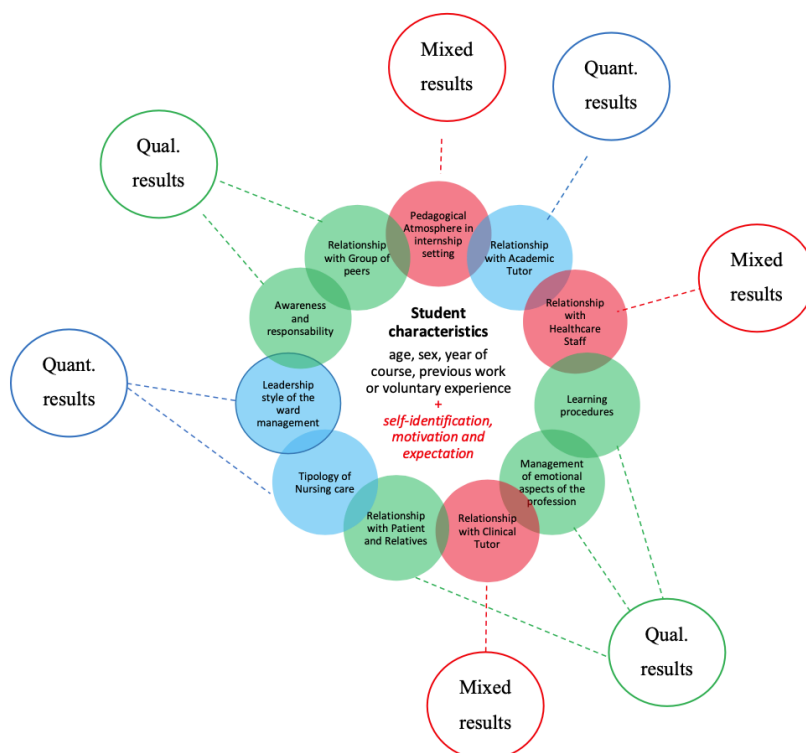 Mixed
results
Quant.
results
Qual.
results
Pedagogical
Atmosphere in
internship
setting
Relationship
with Group of
peers
Relationship
with Academic
Tutor
Mixed
results
Awareness
and
responsability
Relationship
with
Healthcare
Staff
Student
characteristics
age, sex, year of
course, previous work
or voluntary experience
+
self-identification,
motivation and
expectation
Quant.
results
Leadership
style of the
ward
management
Learning
procedures
Tipology of
Nursing care
Management
of emotional
aspects of the
profession
Relationship
with Patient
and Relatives
Relationship
with Clinical
Tutor
Qual.
results
Mixed
results